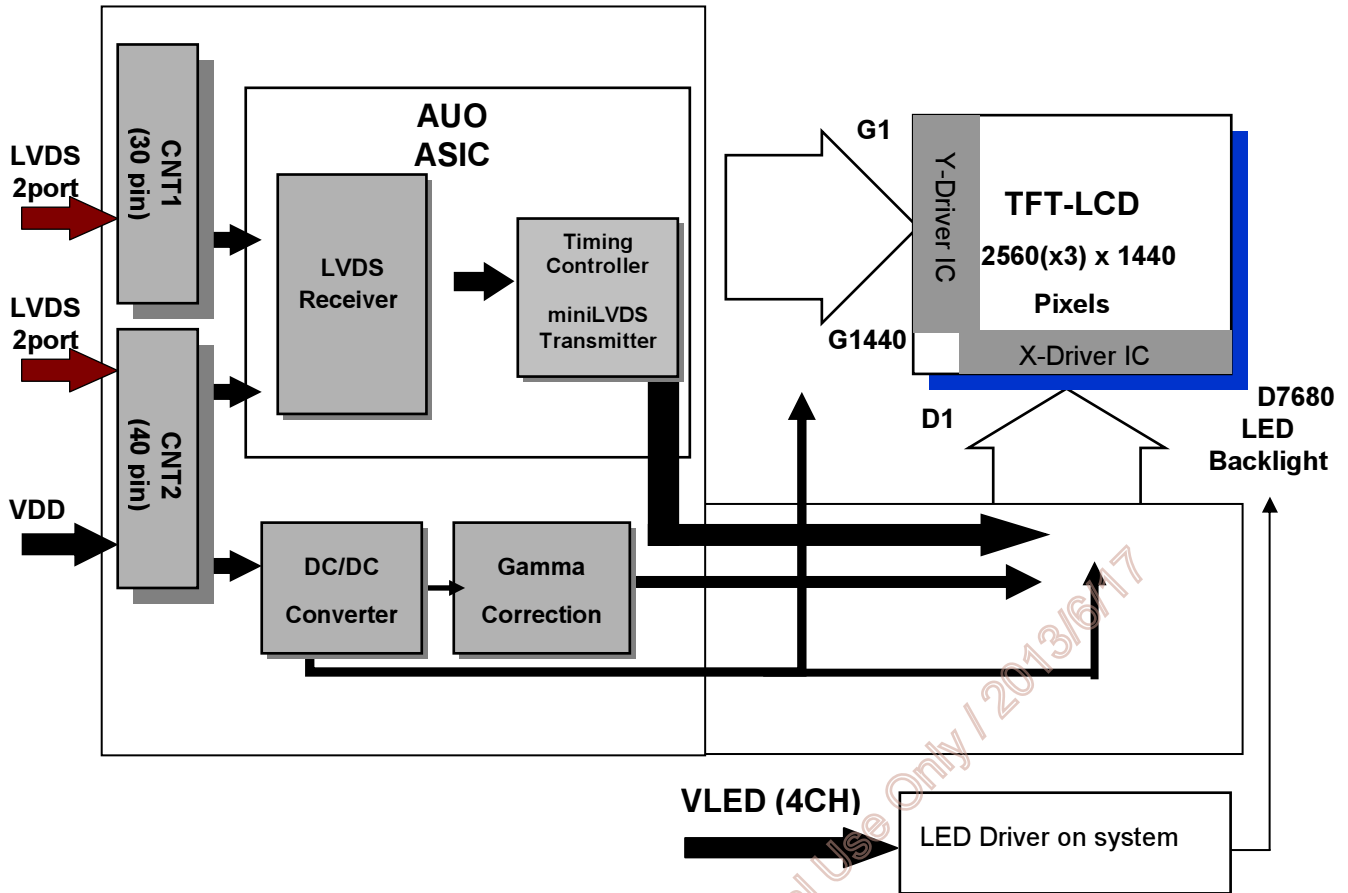 LVDS
2port
CNT1
(30 pin)
LVDS
2port
CNT2
(40 pin)
VDD
AUO
ASIC
LVDS
Receiver
Timing
Controller
miniLVDS
Transmitter
DC/DC
Converter
Gamma
Correction
G1
G1440
Y-Driver IC
TFT-LCD
2560(x3) x 1440
Pixels
X-Driver IC
D1
D7680
LED
Backlight
VLED (4CH)
LED Driver on system
Use Only / 2013/6/17